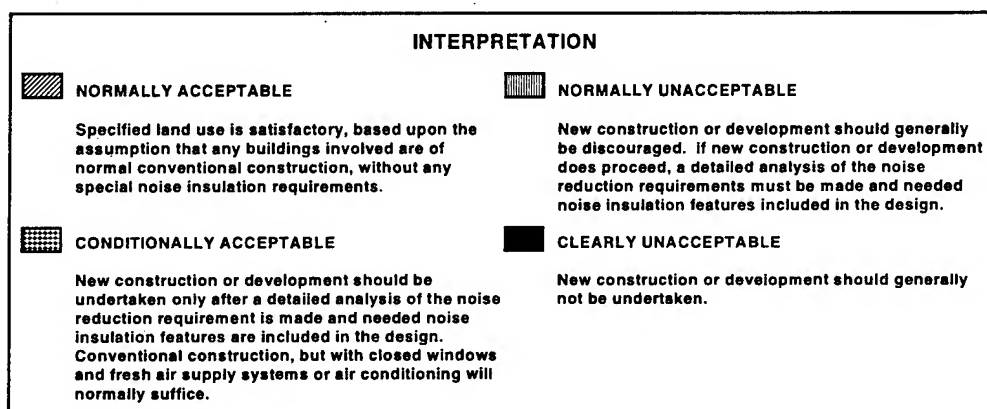 INTERPRETATION
NORMALLY ACCEPTABLE
Specified land use is satisfactory, based upon the
assumption that any buildings involved are of
normal conventional construction, without any
special noise insulation requirements.
CONDITIONALLY ACCEPTABLE
New construction or development should be
undertaken only after a detailed analysis of the noise
reduction requirement is made and needed noise
insulation features are included in the design.
Conventional construction, but with closed windows
and fresh air supply systems or air conditioning will
normally suffice.
NORMALLY UNACCEPTABLE
New construction or development should generally
be discouraged. If new construction or development
does proceed, a detailed analysis of the noise
reduction requirements must be made and needed
noise insulation features included in the design.
CLEARLY UNACCEPTABLE
New construction or development should generally
not be undertaken.